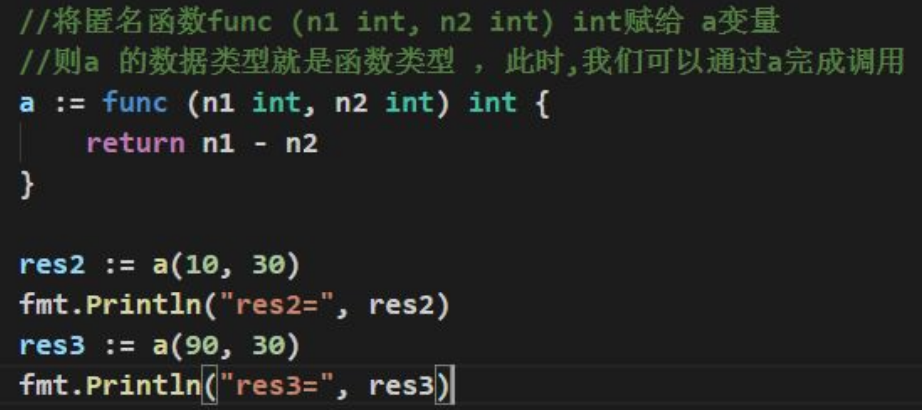 //将匿名函数func (n1 int, n2 int) int赋给 a变量
//则a 的数据类型就是函数类型 ，此时,我们可以通过a完成调用
a := func (n1 int, n2 int) int {
    return n1 - n2
}
res2 := a(10, 30)
fmt.Println("res2=", res2)
res3 := a(90, 30)
fmt.Println("res3=", res3)